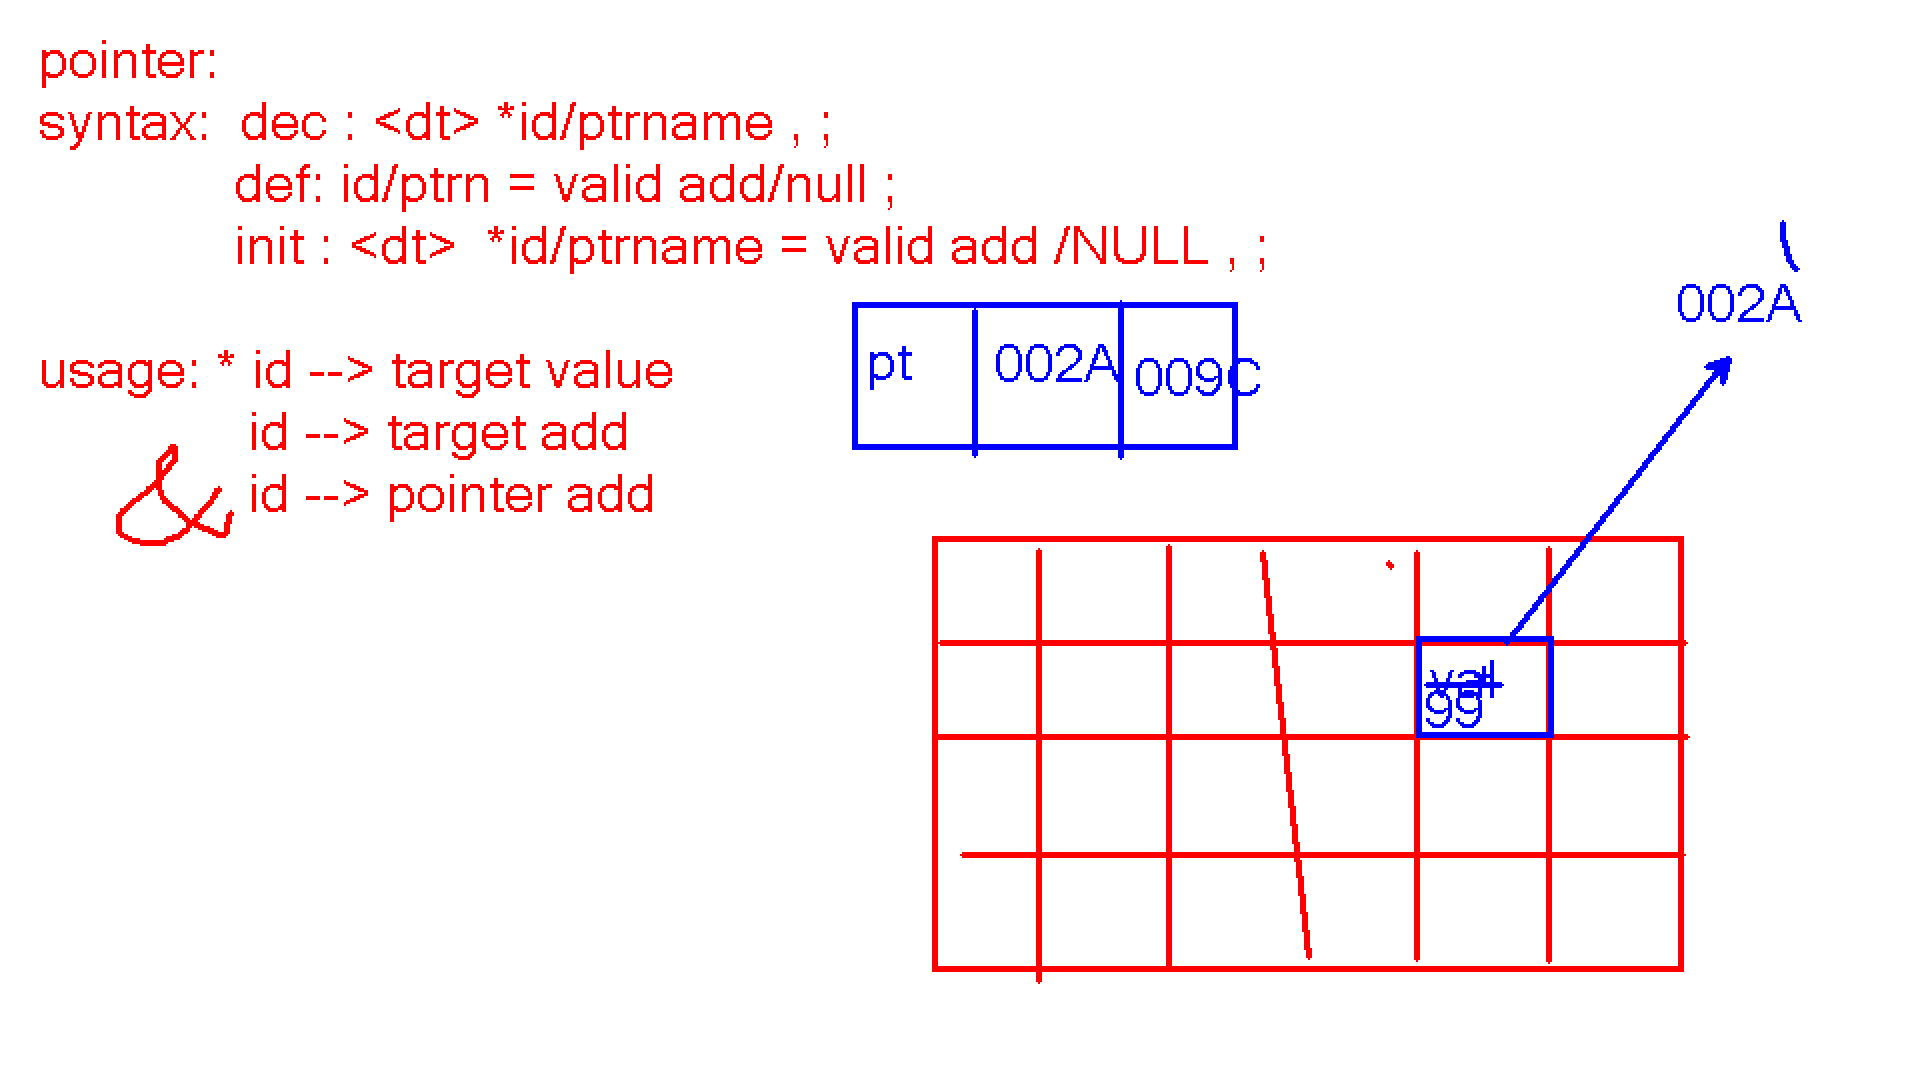 pointer:
syntax: dec : <dt> *id/ptrname , ;
def: id/ptrn = valid add/null ;
init : <dt> *id/ptrname = valid add /NULL , ;
usage: * id --> target value
id --> target add
& id --> pointer add
pt 002A 009C
002A
val
99